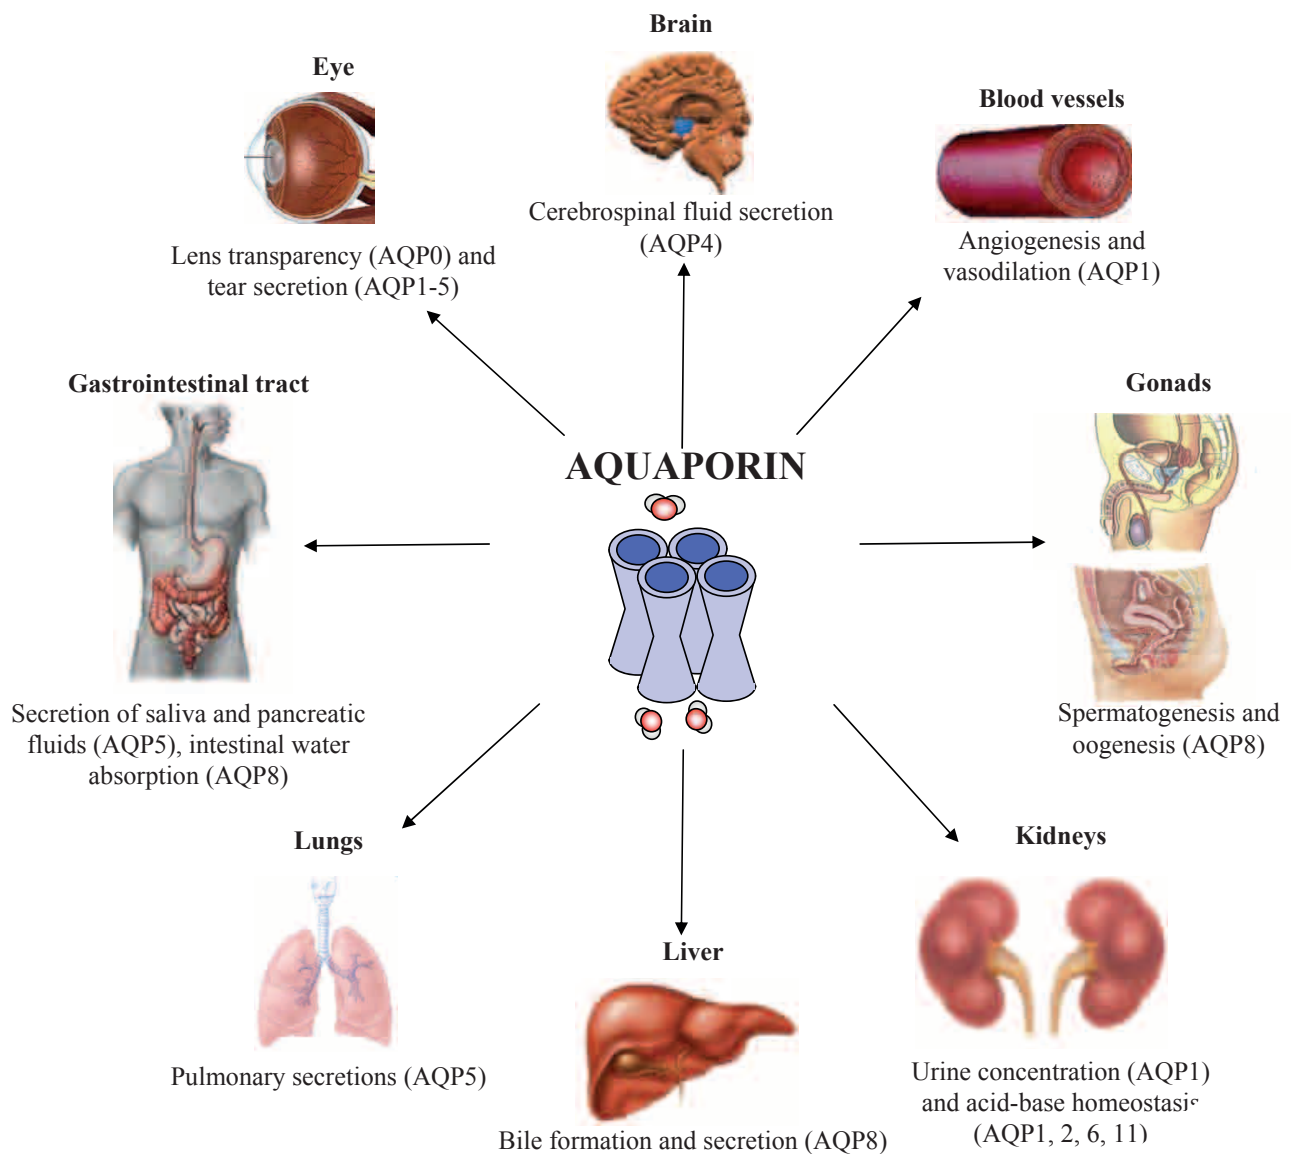 Brain
Eye
Blood vessels
Cerebrospinal fluid secretion
(AQP4)
Lens transparency (AQP0) and
tear secretion (AQP1-5)
Angiogenesis and
vasodilation (AQP1)
Gastrointestinal tract
Gonads
AQUAPORIN
Secretion of saliva and pancreatic
fluids (AQP5), intestinal water
absorption (AQP8)
Spermatogenesis and
oogenesis (AQP8)
Lungs
Kidneys
Liver
Pulmonary secretions (AQP5)
Urine concentration (AQP1)
and acid-base homeostasis
(AQP1, 2, 6, 11)
Bile formation and secretion (AQP8)